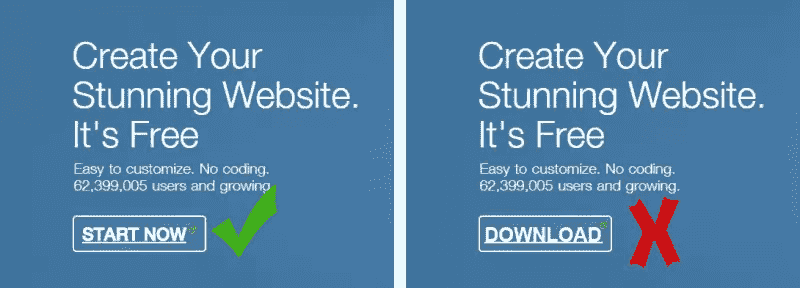 Create Your
Stunning Website.
It's Free
Easy to customize. No coding.
62,399,005 users and growing.
START NOW
Create Your
Stunning Website.
It's Free
Easy to customize. No coding.
62,399,005 users and growing.
DOWNLOAD